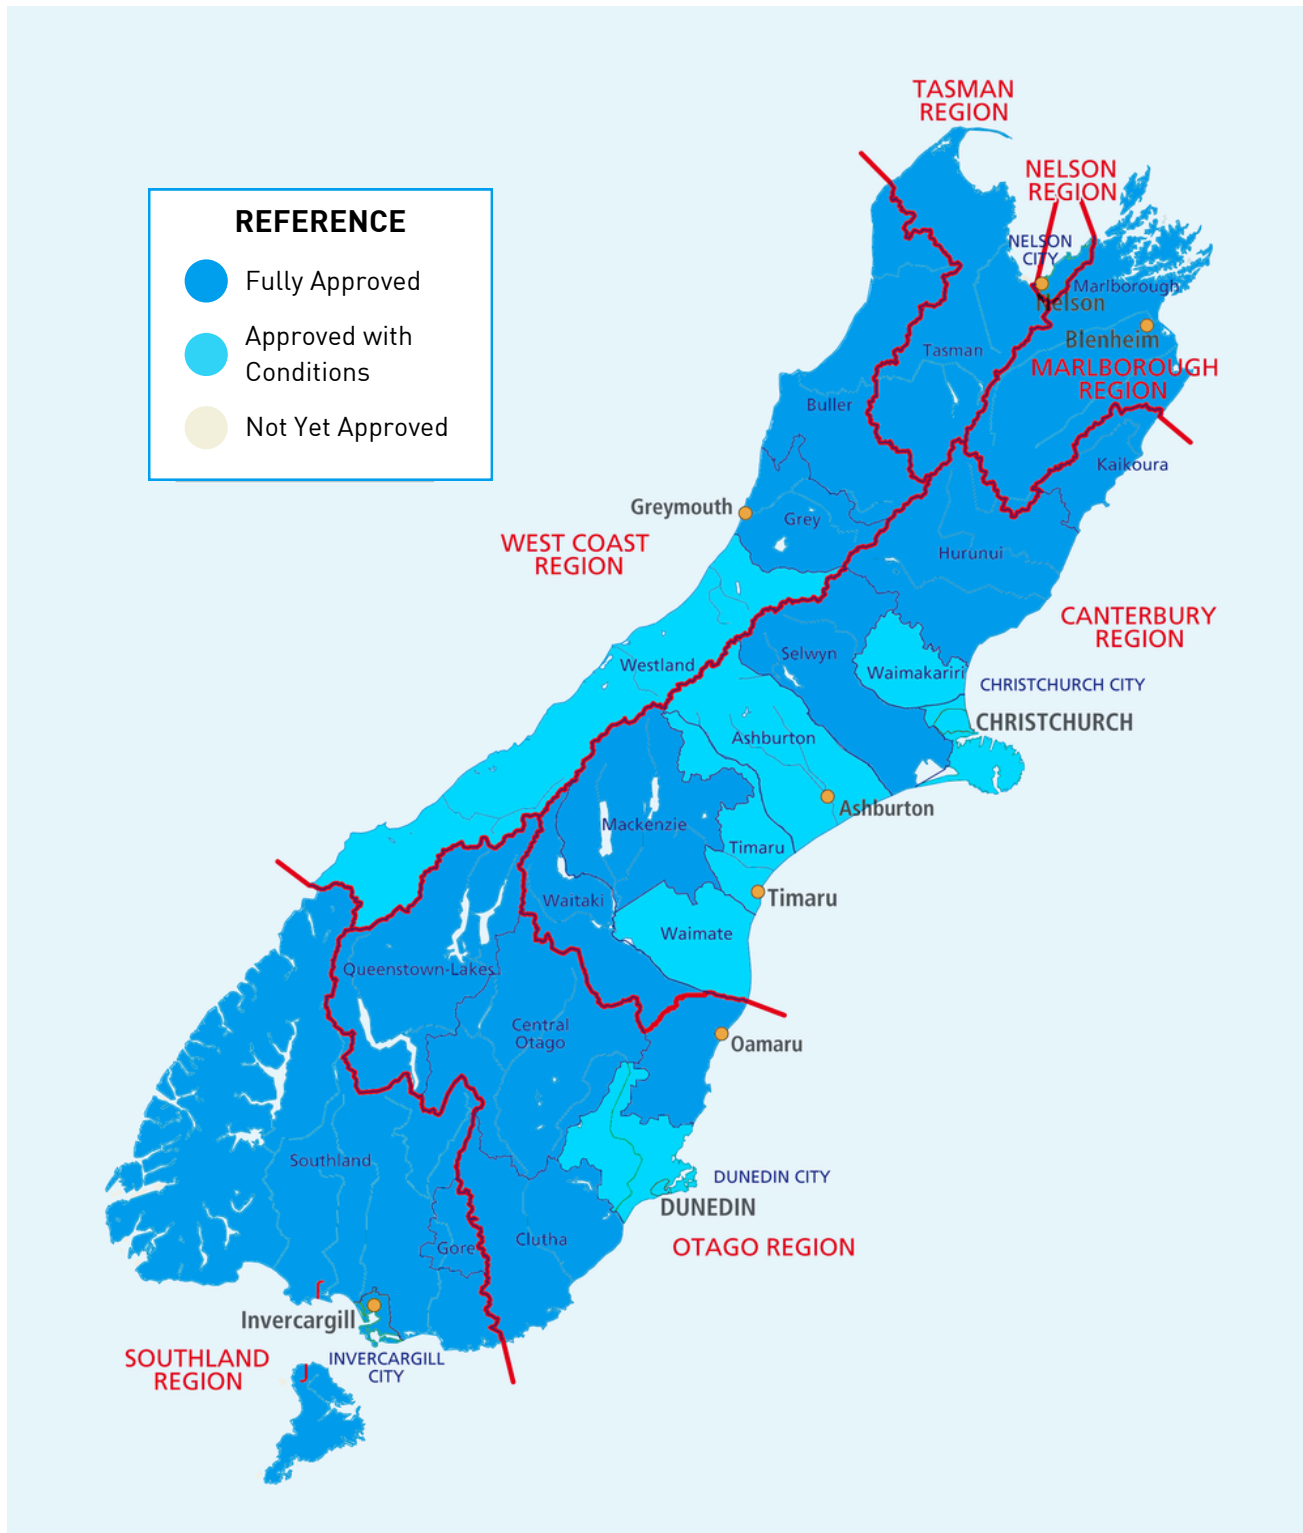 TASMAN
REGION
NELSON
REGION
REFERENCE
Fully Approved
Approved with
Conditions
Not Yet Approved
NELSON
CITY
Marlborough
Nelson
Blenheim
Tasman
MARLBOROUGH
REGION
Buller
Kaikoura
Greymouth
Grey
WEST COAST
REGION
Hurunui
CANTERBURY
REGION
Selwyn
Westland
Waimakariri
CHRISTCHURCH CITY
CHRISTCHURCH
Ashburton
Ashburton
Mackenzie
Timaru
Timaru
Waitaki
Waimate
Queenstown-Lakes
Central
Otago
Oamaru
Southland
DUNEDIN CITY
DUNEDIN
Clutha
Gore
OTAGO REGION
Invercargill
SOUTHLAND
REGION
INVERCARGILL
CITY